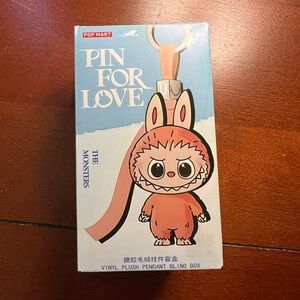 POP MART
PIN
FOR
LOVE
THE
MONSTERS
搪胶毛绒挂件盲盒
VINYL PLUSH PENDANT BLIND BOX